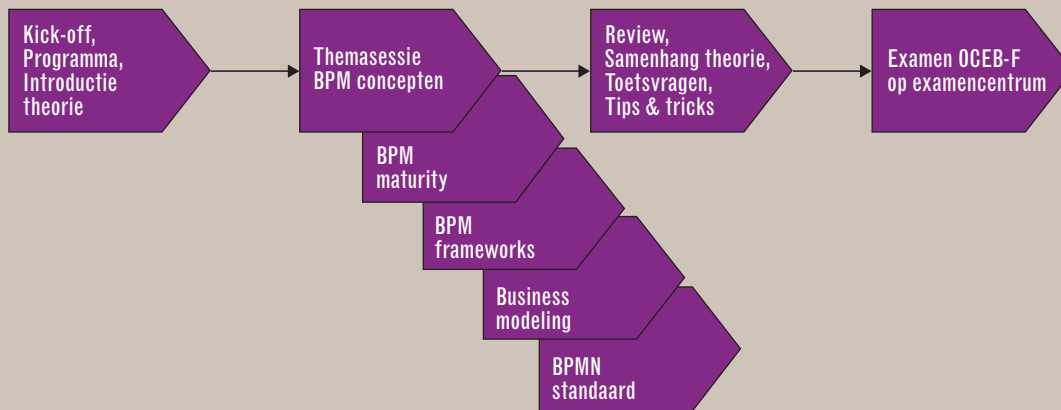 Kick-off,
Programma,
Introductie
theorie
Themasessie
BPM concepten
BPM
maturity
BPM
frameworks
Business
modeling
BPMN
standaard
Review,
Samenhang theorie,
Toetsvragen,
Tips & tricks
Examen OCEB-F
op examencentrum